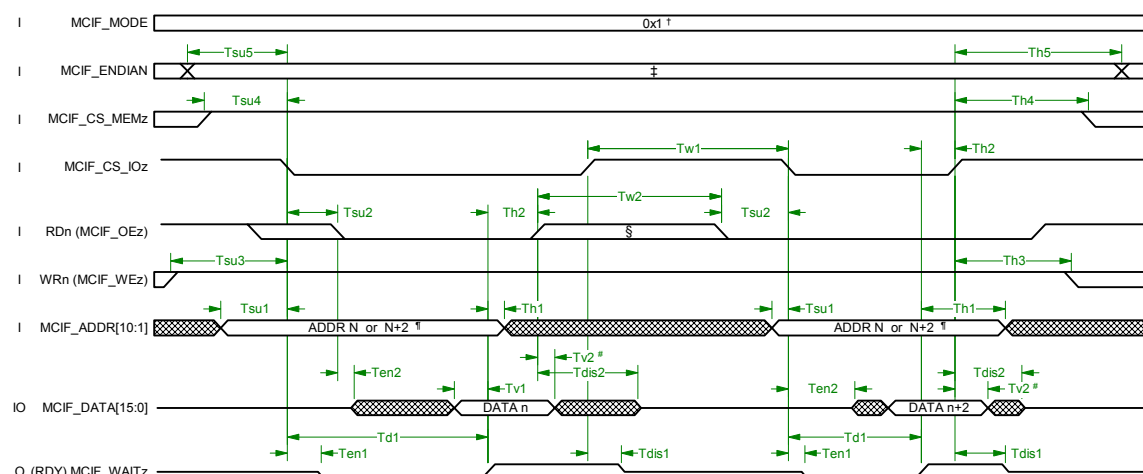 I MCIF_MODE 0x1 †
Tsu5 Th5
I MCIF_ENDIAN ‡
Tsu4 Th4
I MCIF_CS_MEMz
Tw1 Th2
I MCIF_CS_IOz
Tw2
Tsu2 Th2 Tsu2
I RDn (MCIF_OEz) §
Tsu3 Th3
I WRn (MCIF_WEz)
Tsu1 Th1 Tsu1 Th1
I MCIF_ADDR[10:1] ADDR N or N+2 ¶ ADDR N or N+2 ¶
Tv2 #
Ten2 Tv1 Tdis2 Ten2 Tdis2 Tv2 #
IO MCIF_DATA[15:0] DATA n DATA n+2
Td1 Td1
Ten1 Tdis1 Ten1 Tdis1
O (RDY) MCIF_WAITz